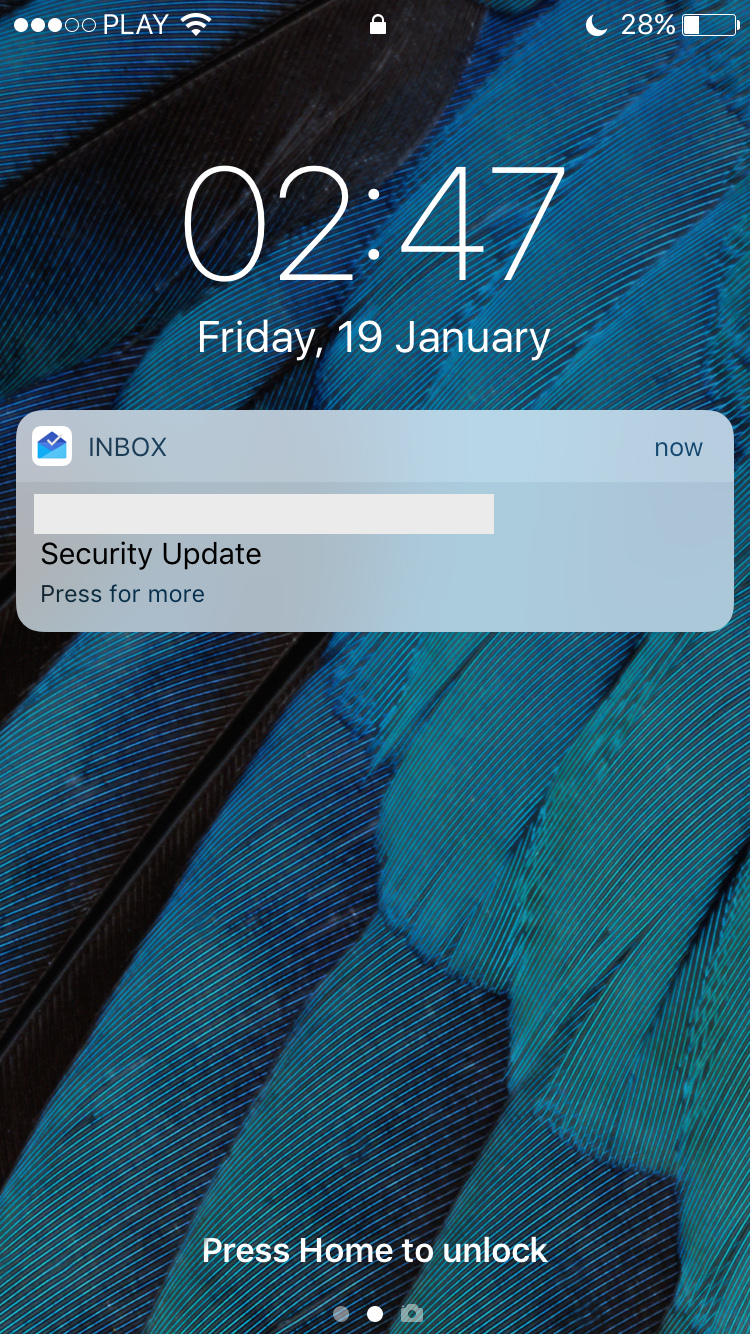 PLAY 28%
02:47
Friday, 19 January
INBOX now
Security Update
Press for more
Press Home to unlock